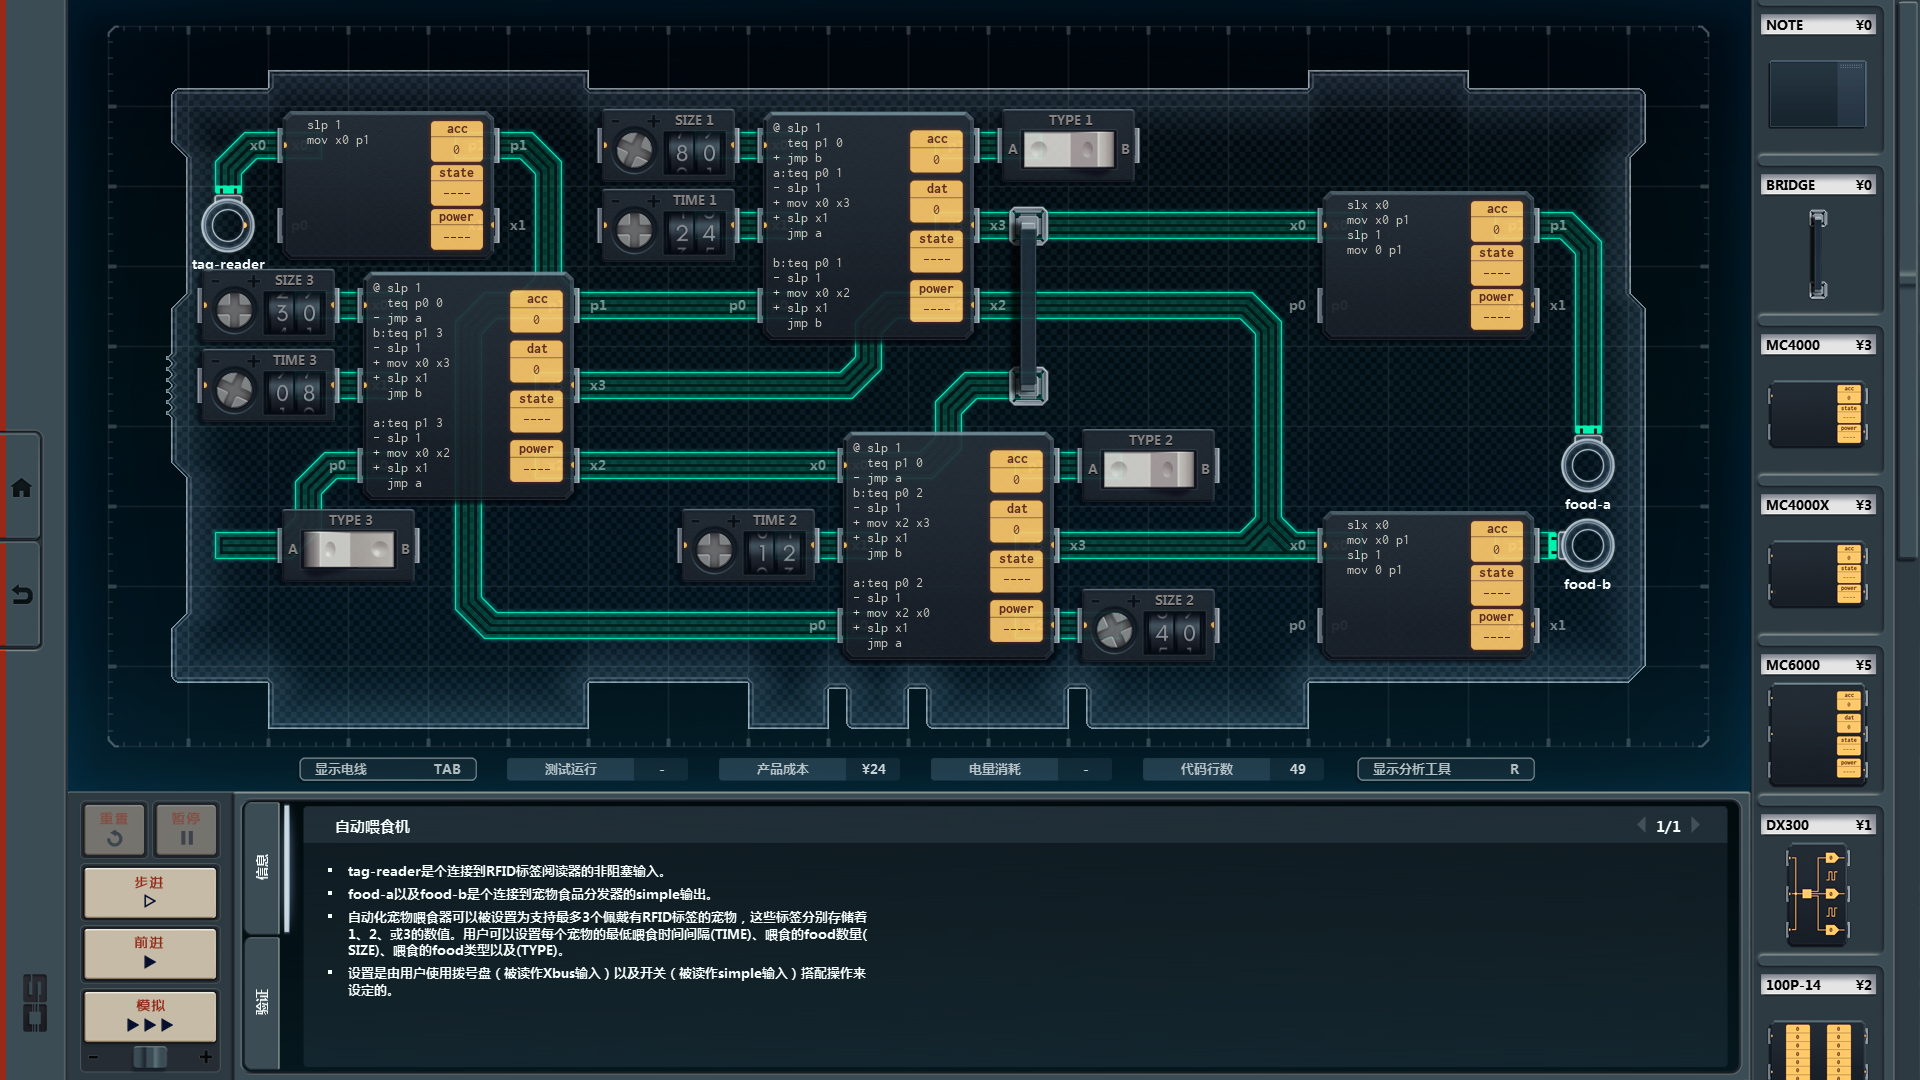 slp 1
mov x0 p1
acc
0
state
----
power
----
x0
p1
p0
x1
tag-reader
SIZE 1
8 0
TIME 1
2 4
@ slp 1
teq p1 0
+ jmp b
a:teq p0 1
- slp 1
+ mov x0 x3
+ slp x1
jmp a
b:teq p0 1
- slp 1
+ mov x0 x2
+ slp x1
jmp b
acc
0
dat
0
state
----
power
----
TYPE 1
A
B
x3
x2
p0
x0
slx x0
mov x0 p1
slp 1
mov 0 p1
acc
0
state
----
power
----
p1
p0
x1
SIZE 3
3 0
TIME 3
0 8
@ slp 1
teq p0 0
- jmp a
b:teq p1 3
- slp 1
+ mov x0 x3
+ slp x1
jmp b
a:teq p1 3
- slp 1
+ mov x0 x2
+ slp x1
jmp a
acc
0
dat
0
state
----
power
----
p1
x3
x2
p0
TYPE 3
A
B
TIME 2
1 2
x0
p0
@ slp 1
teq p1 0
- jmp a
b:teq p0 2
- slp 1
+ mov x2 x3
+ slp x1
jmp b
a:teq p0 2
- slp 1
+ mov x2 x0
+ slp x1
jmp a
acc
0
dat
0
state
----
power
----
TYPE 2
A
B
x3
SIZE 2
4 0
food-a
food-b
x0
slx x0
mov x0 p1
slp 1
mov 0 p1
acc
0
state
----
power
----
p0
x1
显示电线 TAB
测试运行 -
产品成本 ¥24
电量消耗 -
代码行数 49
显示分析工具 R
重置
暂停
步进
前进
模拟
- +
信息
验证
自动喂食机
1/1
▪ tag-reader是个连接到RFID标签阅读器的非阻塞输入。
▪ food-a以及food-b是个连接到宠物食品分发器的simple输出。
▪ 自动化宠物喂食器可以被设置为支持最多3个佩戴有RFID标签的宠物，这些标签分别存储着
1、2、或3的数值。用户可以设置每个宠物的最低喂食时间间隔(TIME)、喂食的food数量(
SIZE)、喂食的food类型以及(TYPE)。
▪ 设置是由用户使用拨号盘（被读作Xbus输入）以及开关（被读作simple输入）搭配操作来
设定的。
NOTE ¥0
BRIDGE ¥0
MC4000 ¥3
MC4000X ¥3
MC6000 ¥5
DX300 ¥1
100P-14 ¥2